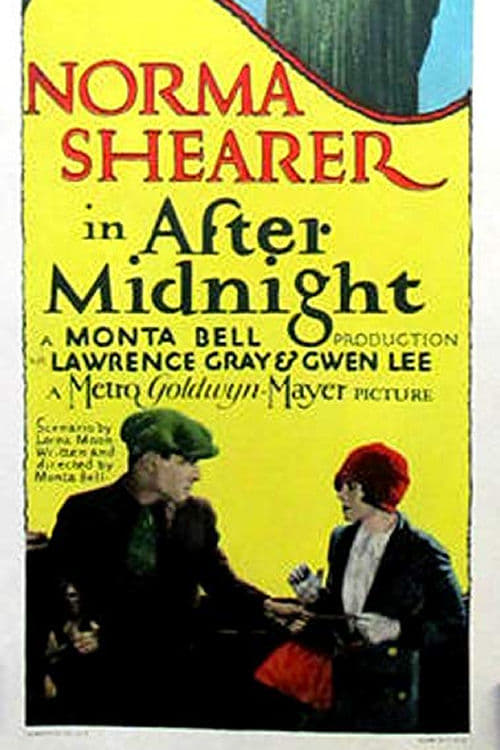 NORMA
SHEARER
in After
Midnight
A MONTA BELL PRODUCTION
LAWRENCE GRAY & GWEN LEE
A Metro Goldwyn-Mayer PICTURE
Scenario by
Lorna Moon
Written and
directed by
Monta Bell